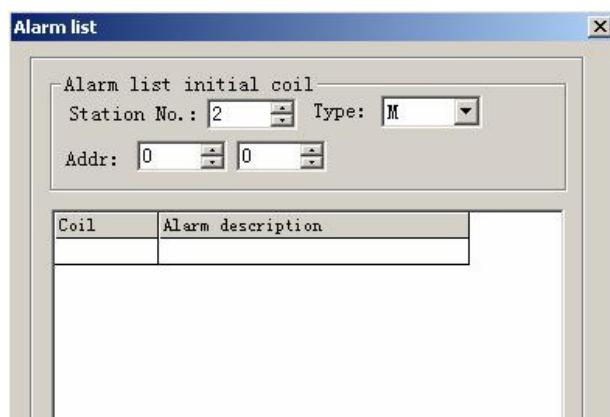 Alarm list
Alarm list initial coil
Station No.: 2 Type: M
Addr: 0 0
Coil Alarm description